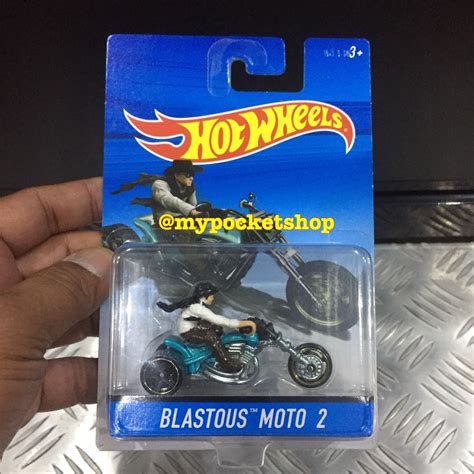 3+
HOT WHEELS
@mypocketshop
BLASTOUS™ MOTO 2